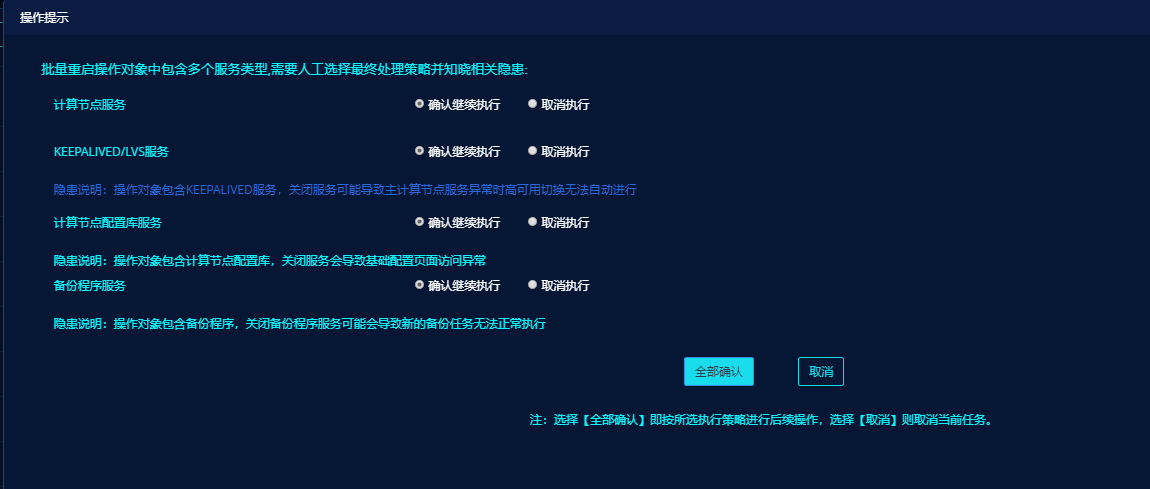 操作提示
批量重启操作对象中包含多个服务类型,需要人工选择最终处理策略并知晓相关隐患:
计算节点服务 确认继续执行 取消执行
KEEPALIVED/LVS服务 确认继续执行 取消执行
隐患说明：操作对象包含KEEPALIVED服务，关闭服务可能导致主计算节点服务异常时高可用切换无法自动进行
计算节点配置库服务 确认继续执行 取消执行
隐患说明：操作对象包含计算节点配置库，关闭服务会导致基础配置页面访问异常
备份程序服务 确认继续执行 取消执行
隐患说明：操作对象包含备份程序，关闭备份程序服务可能会导致新的备份任务无法正常执行
全部确认 取消
注：选择【全部确认】即按所选执行策略进行后续操作，选择【取消】则取消当前任务。